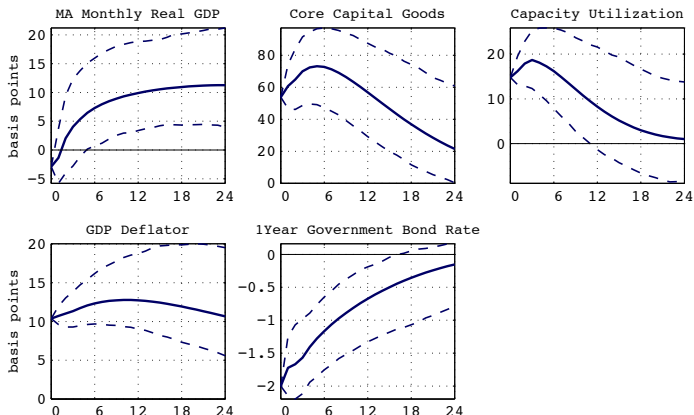 MA Monthly Real GDP
Core Capital Goods
Capacity Utilization
basis points
20
15
10
5
0
−5
0 6 12 18 24
80
60
40
20
0
0 6 12 18 24
20
10
0
0 6 12 18 24
GDP Deflator
1Year Government Bond Rate
basis points
20
15
10
5
0
0 6 12 18 24
0
−0.5
−1
−1.5
−2
0 6 12 18 24